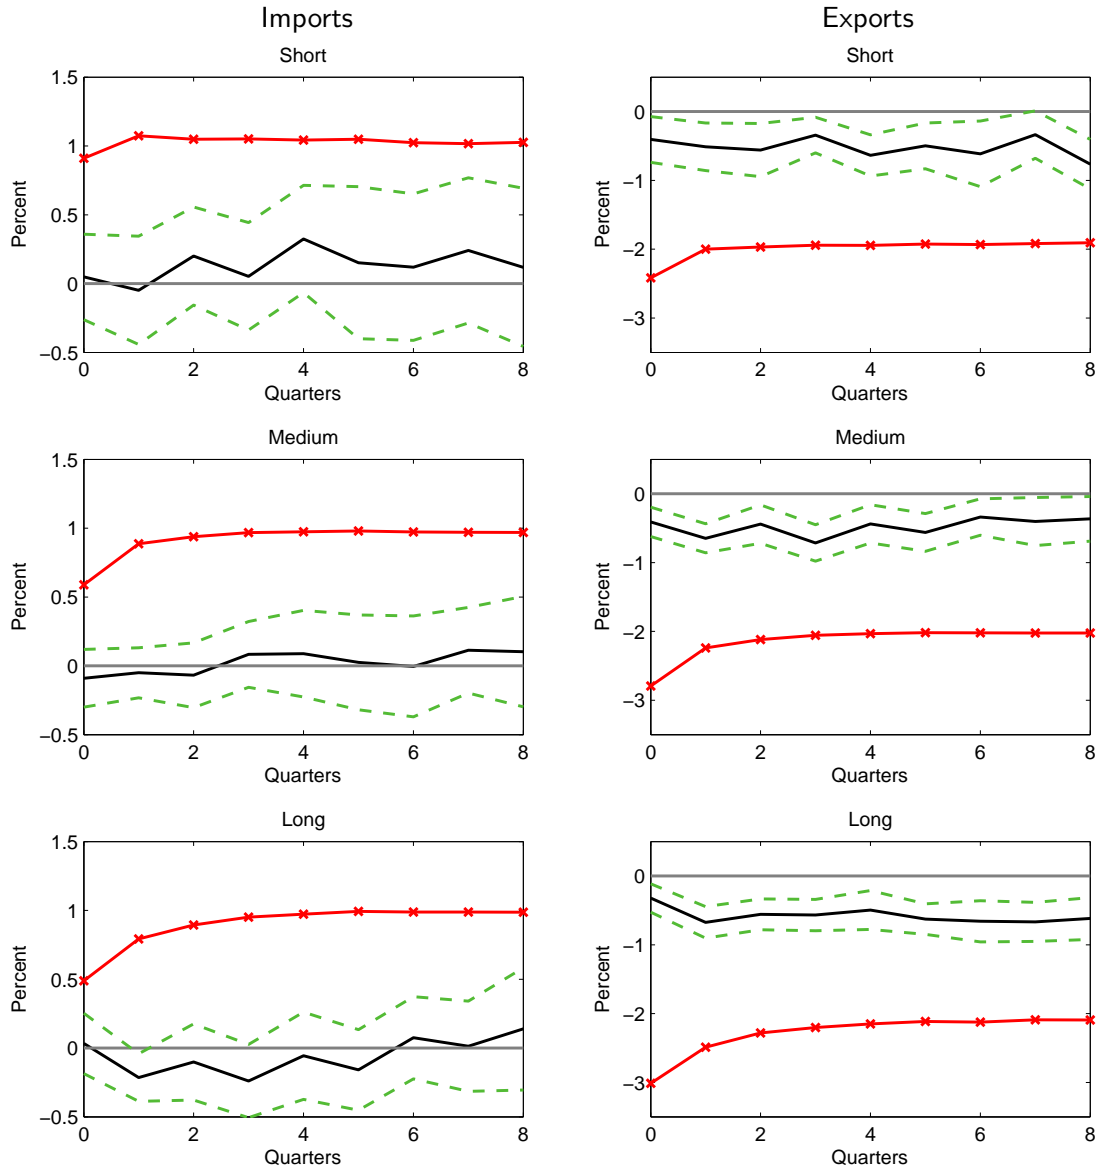 Imports
Exports
Short
Short
1.5
1
0.5
0
−0.5
Percent
0 2 4 6 8
Quarters
0
−1
−2
−3
Percent
0 2 4 6 8
Quarters
Medium
Medium
1.5
1
0.5
0
−0.5
Percent
0 2 4 6 8
Quarters
0
−1
−2
−3
Percent
0 2 4 6 8
Quarters
Long
Long
1.5
1
0.5
0
−0.5
Percent
0 2 4 6 8
Quarters
0
−1
−2
−3
Percent
0 2 4 6 8
Quarters